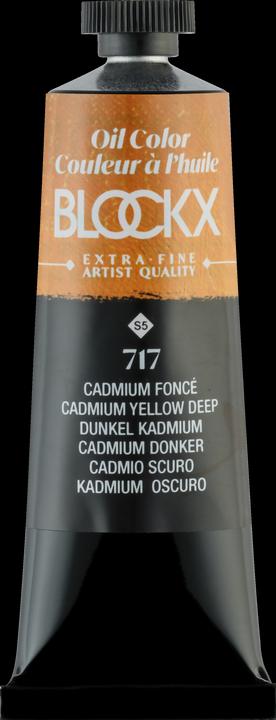 Oil Color
Couleur à l'huile
BLOCKX
EXTRA-FINE
ARTIST QUALITY
S5
717
CADMIUM FONCÉ
CADMIUM YELLOW DEEP
DUNKEL KADMIUM
CADMIUM DONKER
CADMIO SCURO
KADMIUM OSCURO